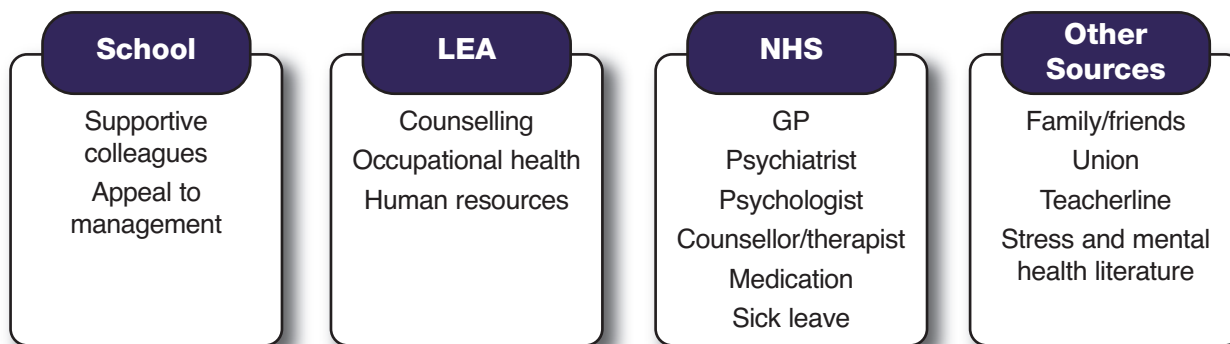 School
Supportive
colleagues
Appeal to
management
LEA
Counselling
Occupational health
Human resources
NHS
GP
Psychiatrist
Psychologist
Counsellor/therapist
Medication
Sick leave
Other
Sources
Family/friends
Union
Teacherline
Stress and mental
health literature